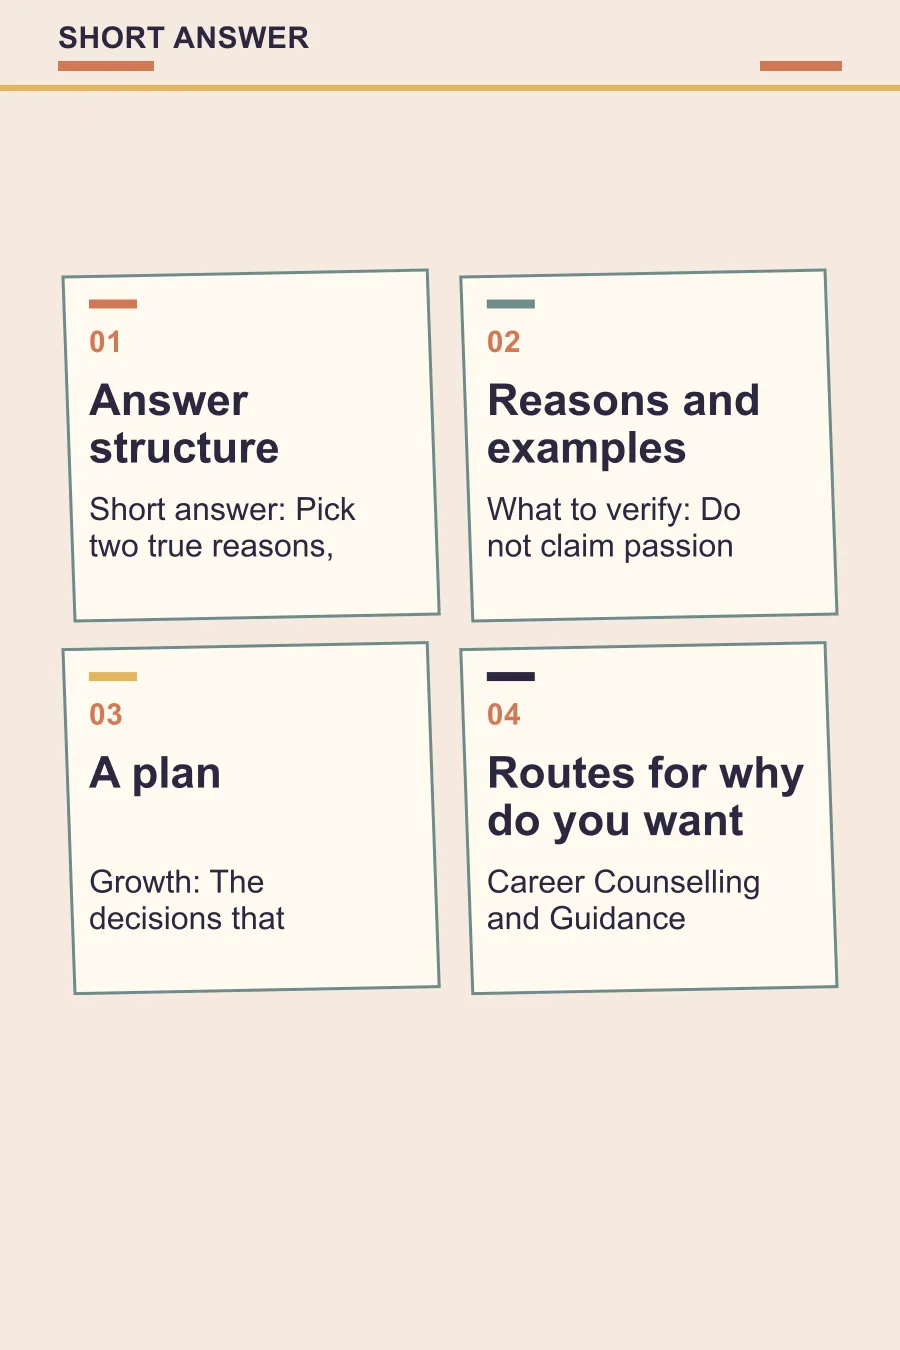 SHORT ANSWER
01
Answer
structure
Short answer: Pick
two true reasons,
02
Reasons and
examples
What to verify: Do
not claim passion
03
A plan
Growth: The
decisions that
04
Routes for why
do you want
Career Counselling
and Guidance